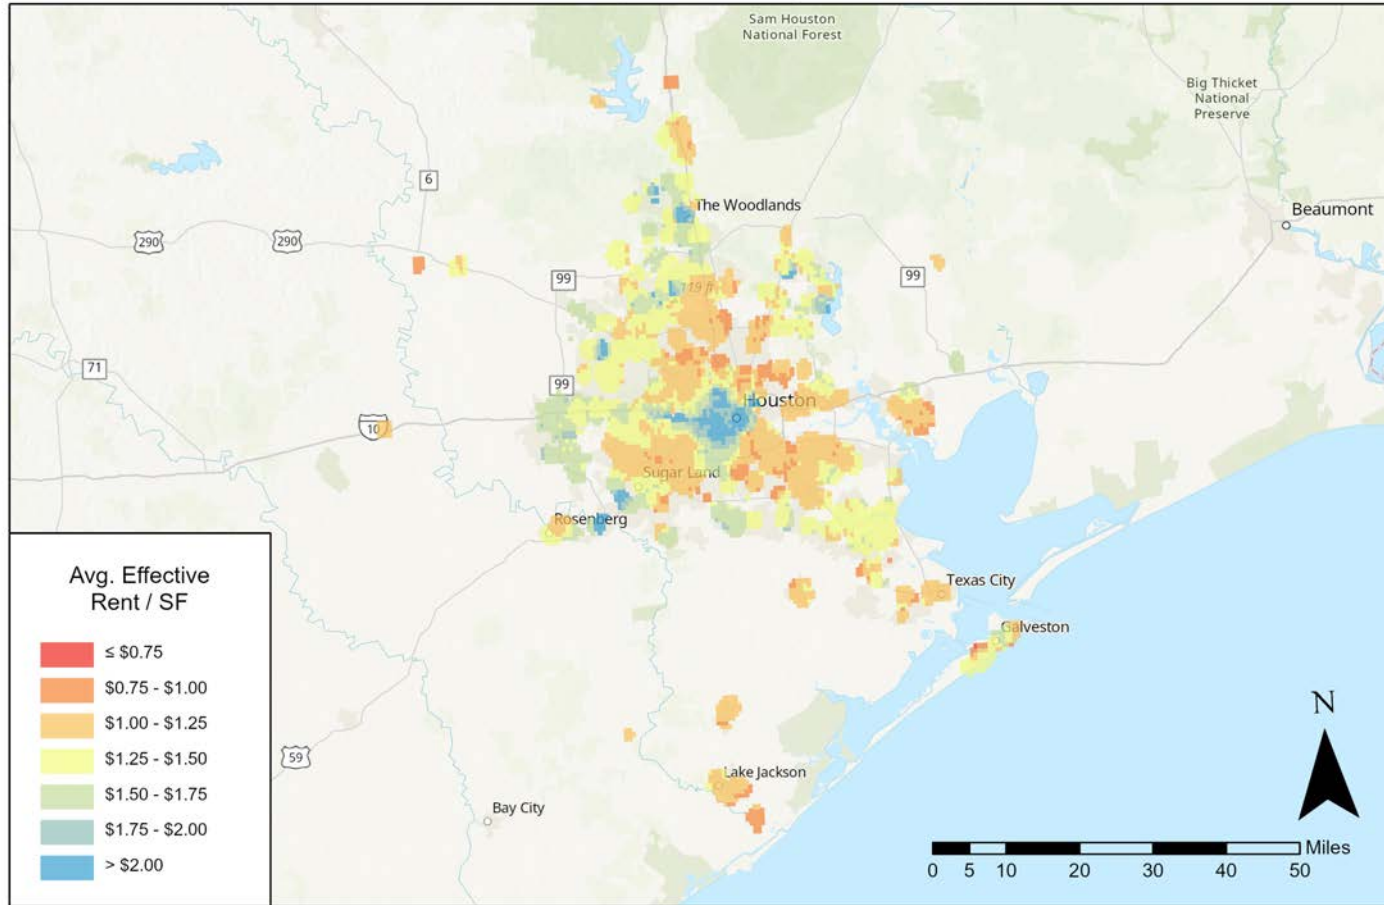 Sam Houston
National Forest
Big Thicket
National
Preserve
6
The Woodlands
Beaumont
290
290
99
99
119 ft
71
99
Houston
10
Sugar Land
Rosenberg
Avg. Effective
Rent / SF
≤ $0.75
$0.75 - $1.00
$1.00 - $1.25
$1.25 - $1.50
$1.50 - $1.75
$1.75 - $2.00
> $2.00
Texas City
Galveston
59
Lake Jackson
Bay City
N
Miles
0 5 10 20 30 40 50